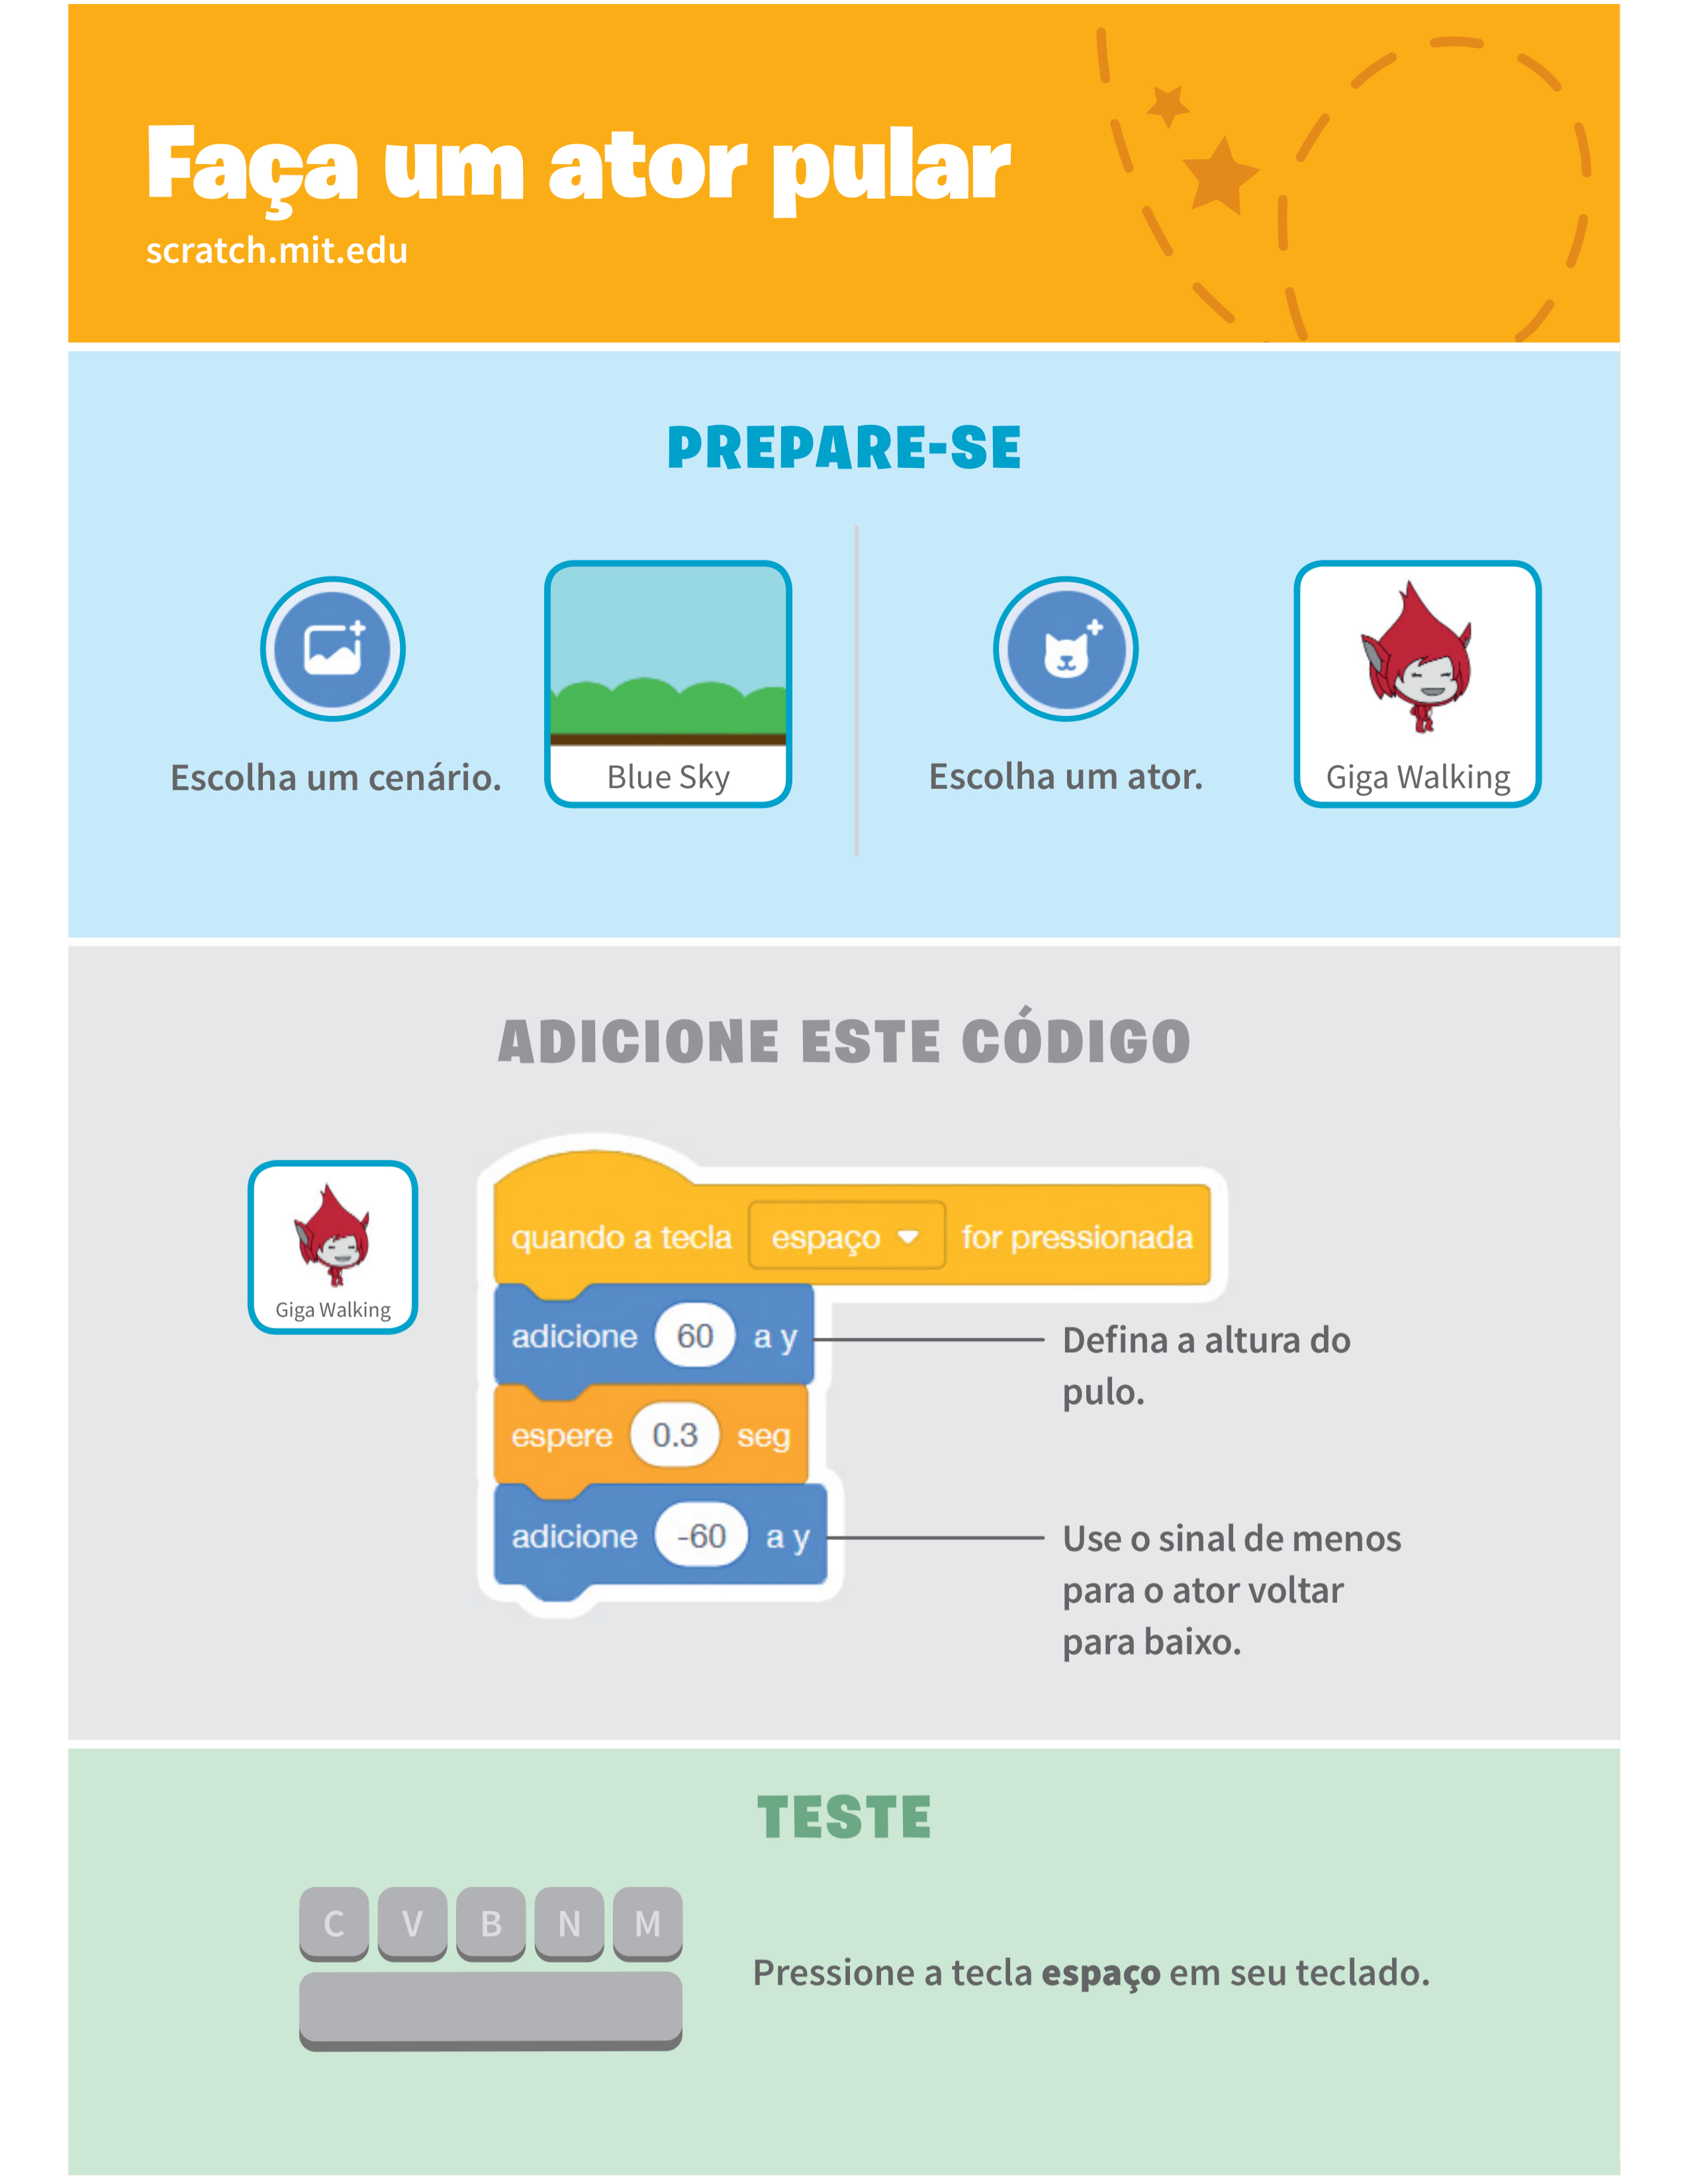 Faça um ator pular
scratch.mit.edu
PREPARE-SE
Escolha um cenário.
Blue Sky
Escolha um ator.
Giga Walking
ADICIONE ESTE CÓDIGO
Giga Walking
quando a tecla espaço for pressionada
adicione 60 a y
Defina a altura do
pulo.
espere 0.3 seg
adicione -60 a y
Use o sinal de menos
para o ator voltar
para baixo.
TESTE
C V B N M
Pressione a tecla espaço em seu teclado.